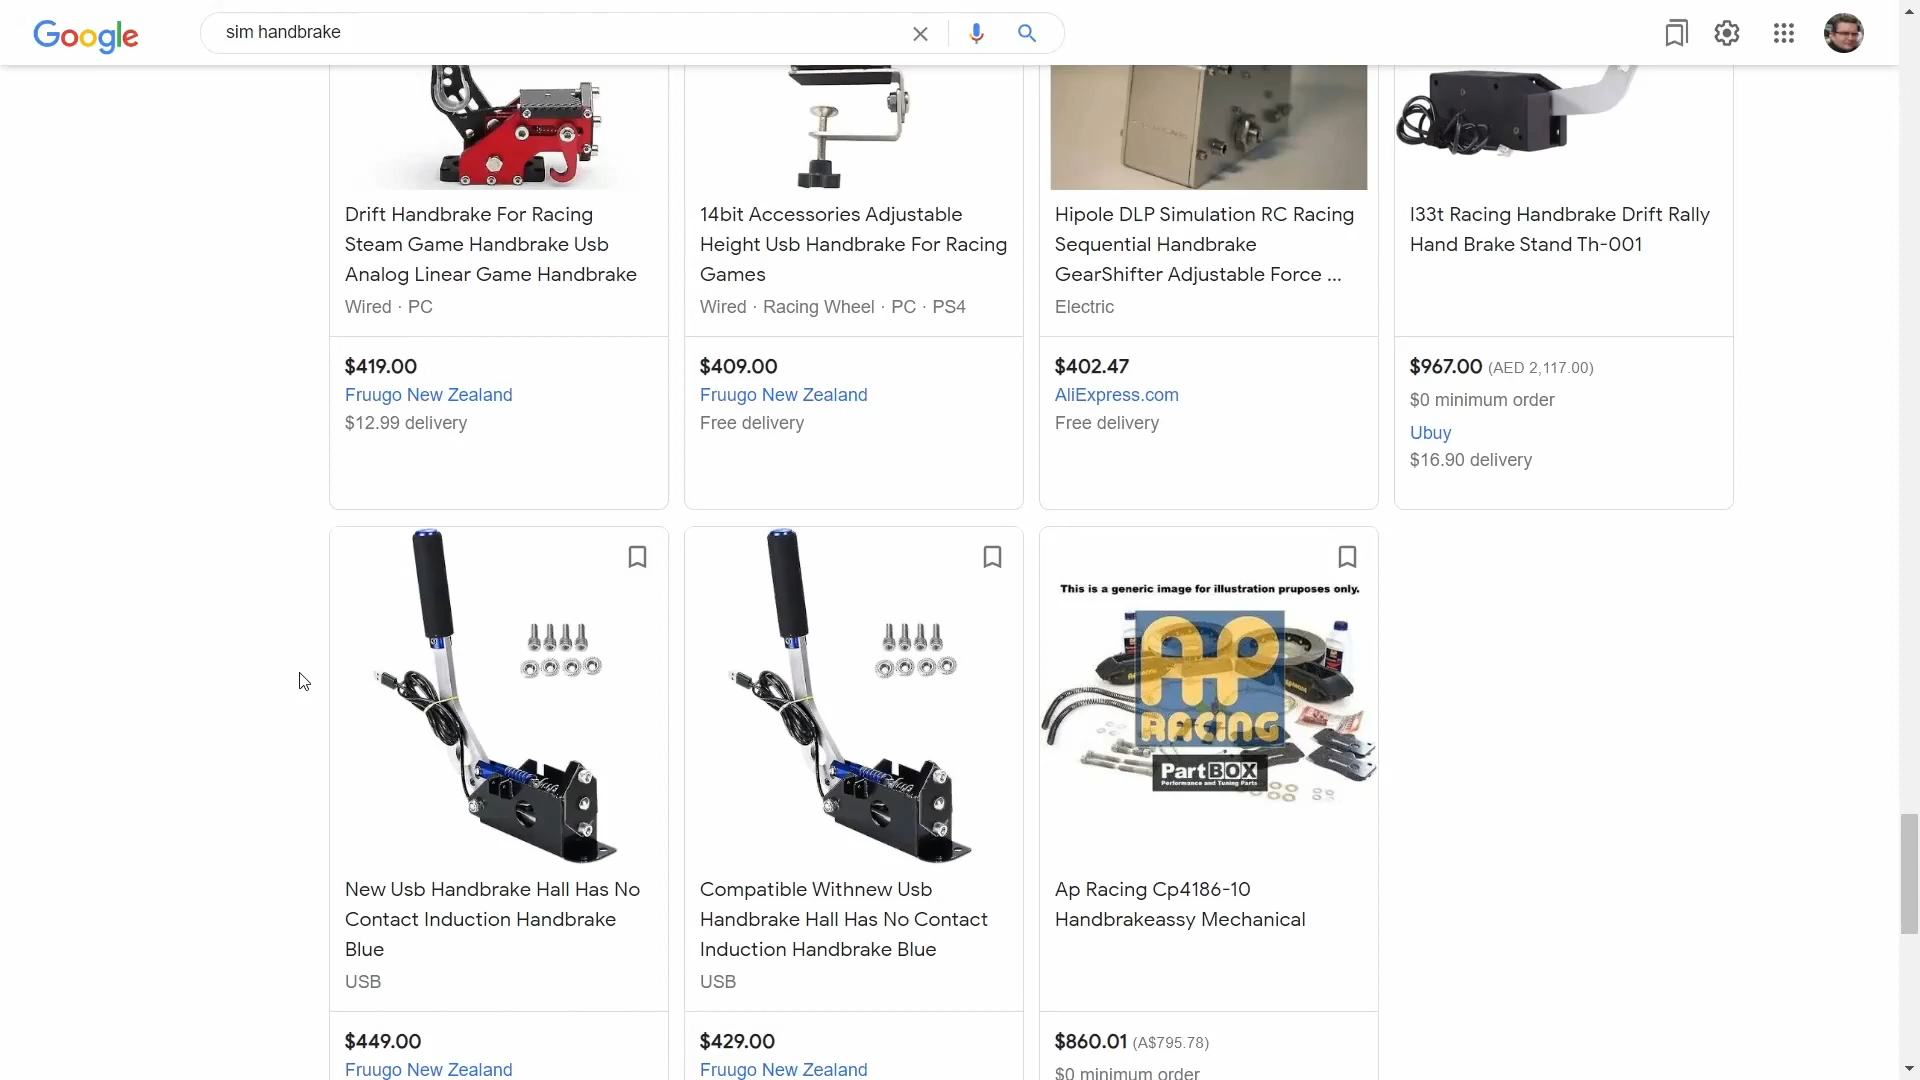 Google
sim handbrake
Drift Handbrake For Racing
Steam Game Handbrake Usb
Analog Linear Game Handbrake
Wired · PC
$419.00
Fruugo New Zealand
$12.99 delivery
14bit Accessories Adjustable
Height Usb Handbrake For Racing
Games
Wired · Racing Wheel · PC · PS4
$409.00
Fruugo New Zealand
Free delivery
Hipole DLP Simulation RC Racing
Sequential Handbrake
GearShifter Adjustable Force ...
Electric
$402.47
AliExpress.com
Free delivery
l33t Racing Handbrake Drift Rally
Hand Brake Stand Th-001
$967.00 (AED 2,117.00)
$0 minimum order
Ubuy
$16.90 delivery
New Usb Handbrake Hall Has No
Contact Induction Handbrake
Blue
USB
$449.00
Fruugo New Zealand
Compatible Withnew Usb
Handbrake Hall Has No Contact
Induction Handbrake Blue
USB
$429.00
Fruugo New Zealand
This is a generic image for illustration pruposes only.
AP
RACING
PartBOX
Performance and Tuning Parts
Ap Racing Cp4186-10
Handbrakeassy Mechanical
$860.01 (A$795.78)
$0 minimum order